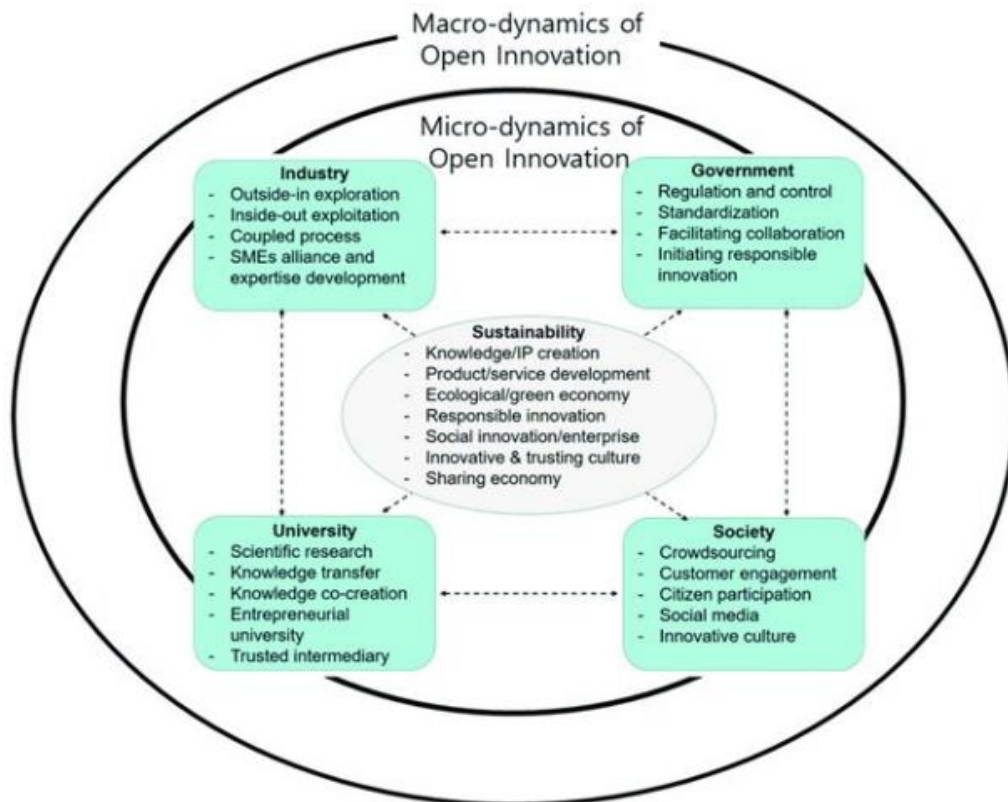 Macro-dynamics of
Open Innovation
Micro-dynamics of
Open Innovation
Industry
- Outside-in exploration
- Inside-out exploitation
- Coupled process
- SMEs alliance and
expertise development
Government
- Regulation and control
- Standardization
- Facilitating collaboration
- Initiating responsible
innovation
Sustainability
- Knowledge/IP creation
- Product/service development
- Ecological/green economy
- Responsible innovation
- Social innovation/enterprise
- Innovative & trusting culture
- Sharing economy
University
- Scientific research
- Knowledge transfer
- Knowledge co-creation
- Entrepreneurial
university
- Trusted intermediary
Society
- Crowdsourcing
- Customer engagement
- Citizen participation
- Social media
- Innovative culture